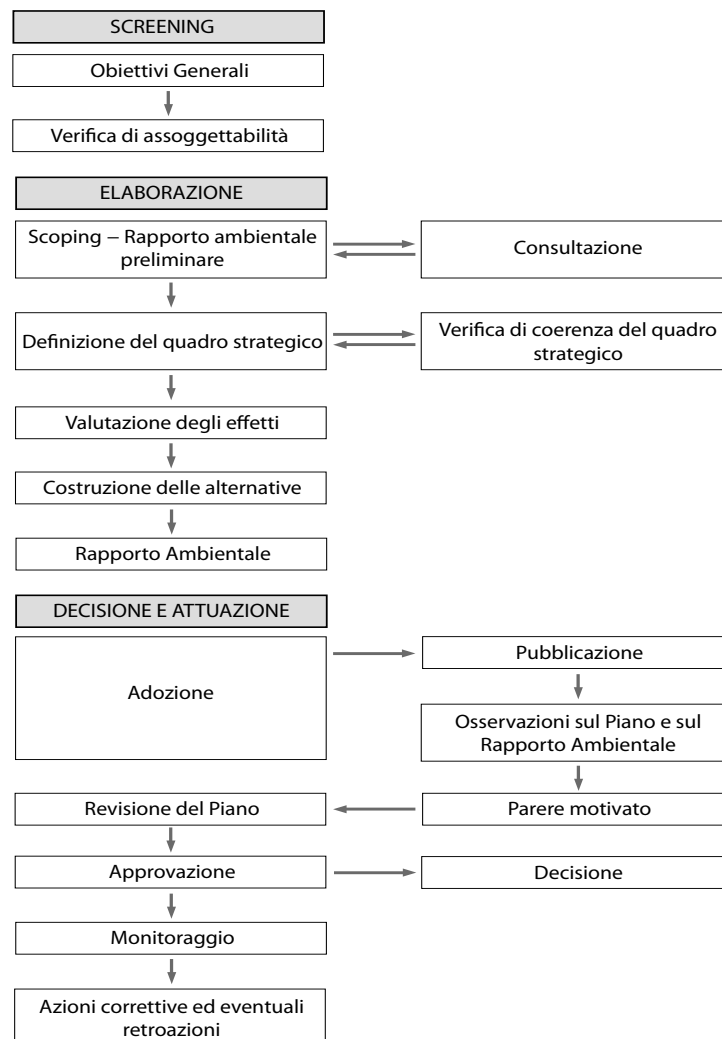 SCREENING
Obiettivi Generali
Verifica di assoggettabilità
ELABORAZIONE
Scoping – Rapporto ambientale
preliminare
Consultazione
Definizione del quadro strategico
Verifica di coerenza del quadro
strategico
Valutazione degli effetti
Costruzione delle alternative
Rapporto Ambientale
DECISIONE E ATTUAZIONE
Adozione
Pubblicazione
Osservazioni sul Piano e sul
Rapporto Ambientale
Revisione del Piano
Parere motivato
Approvazione
Decisione
Monitoraggio
Azioni correttive ed eventuali
retroazioni